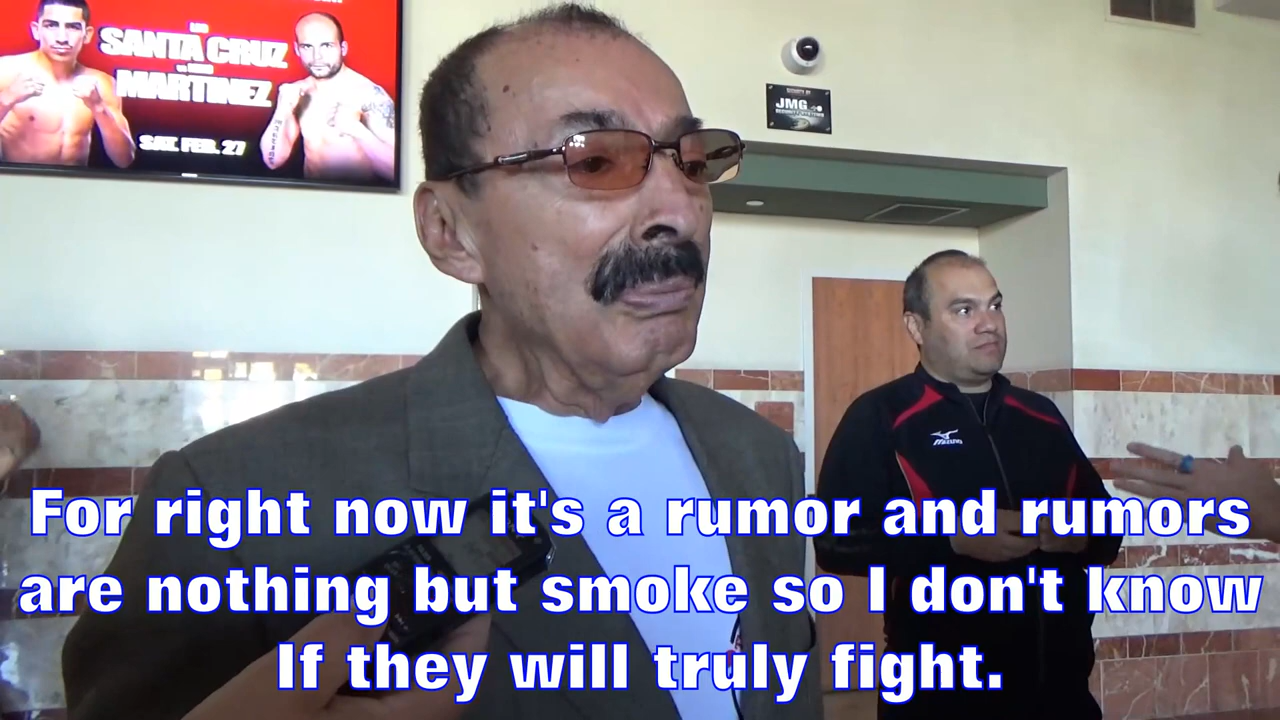 SANTA CRUZ
MARTINEZ
SAT. FEB. 27
JMG
MIZUNO
For right now it's a rumor and rumors
are nothing but smoke so I don't know
If they will truly fight.